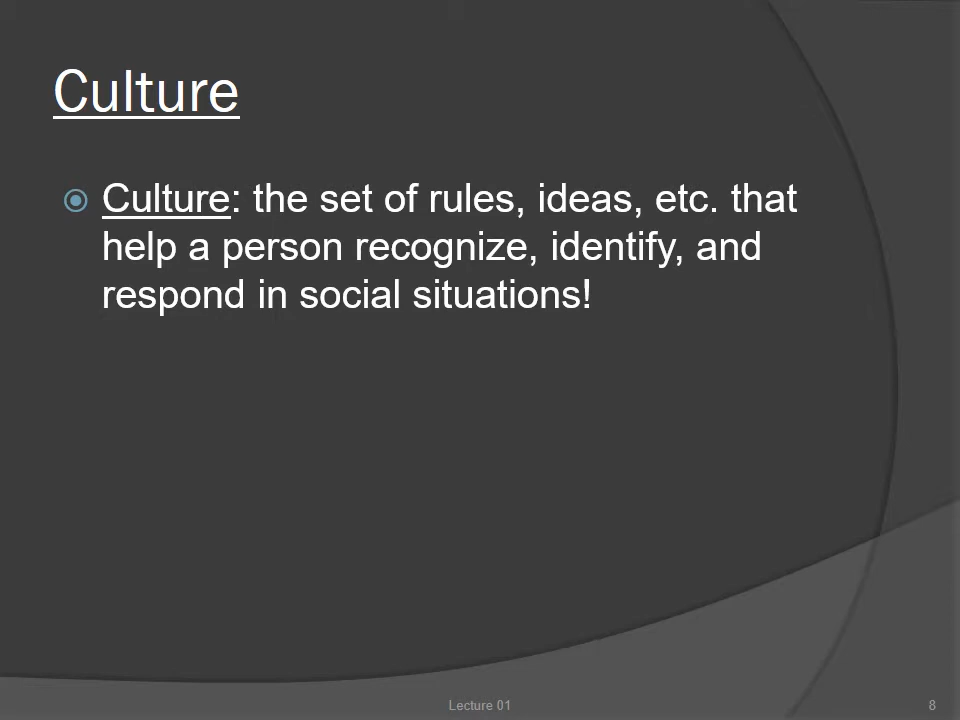 Culture
Culture: the set of rules, ideas, etc. that
help a person recognize, identify, and
respond in social situations!
Lecture 01
8